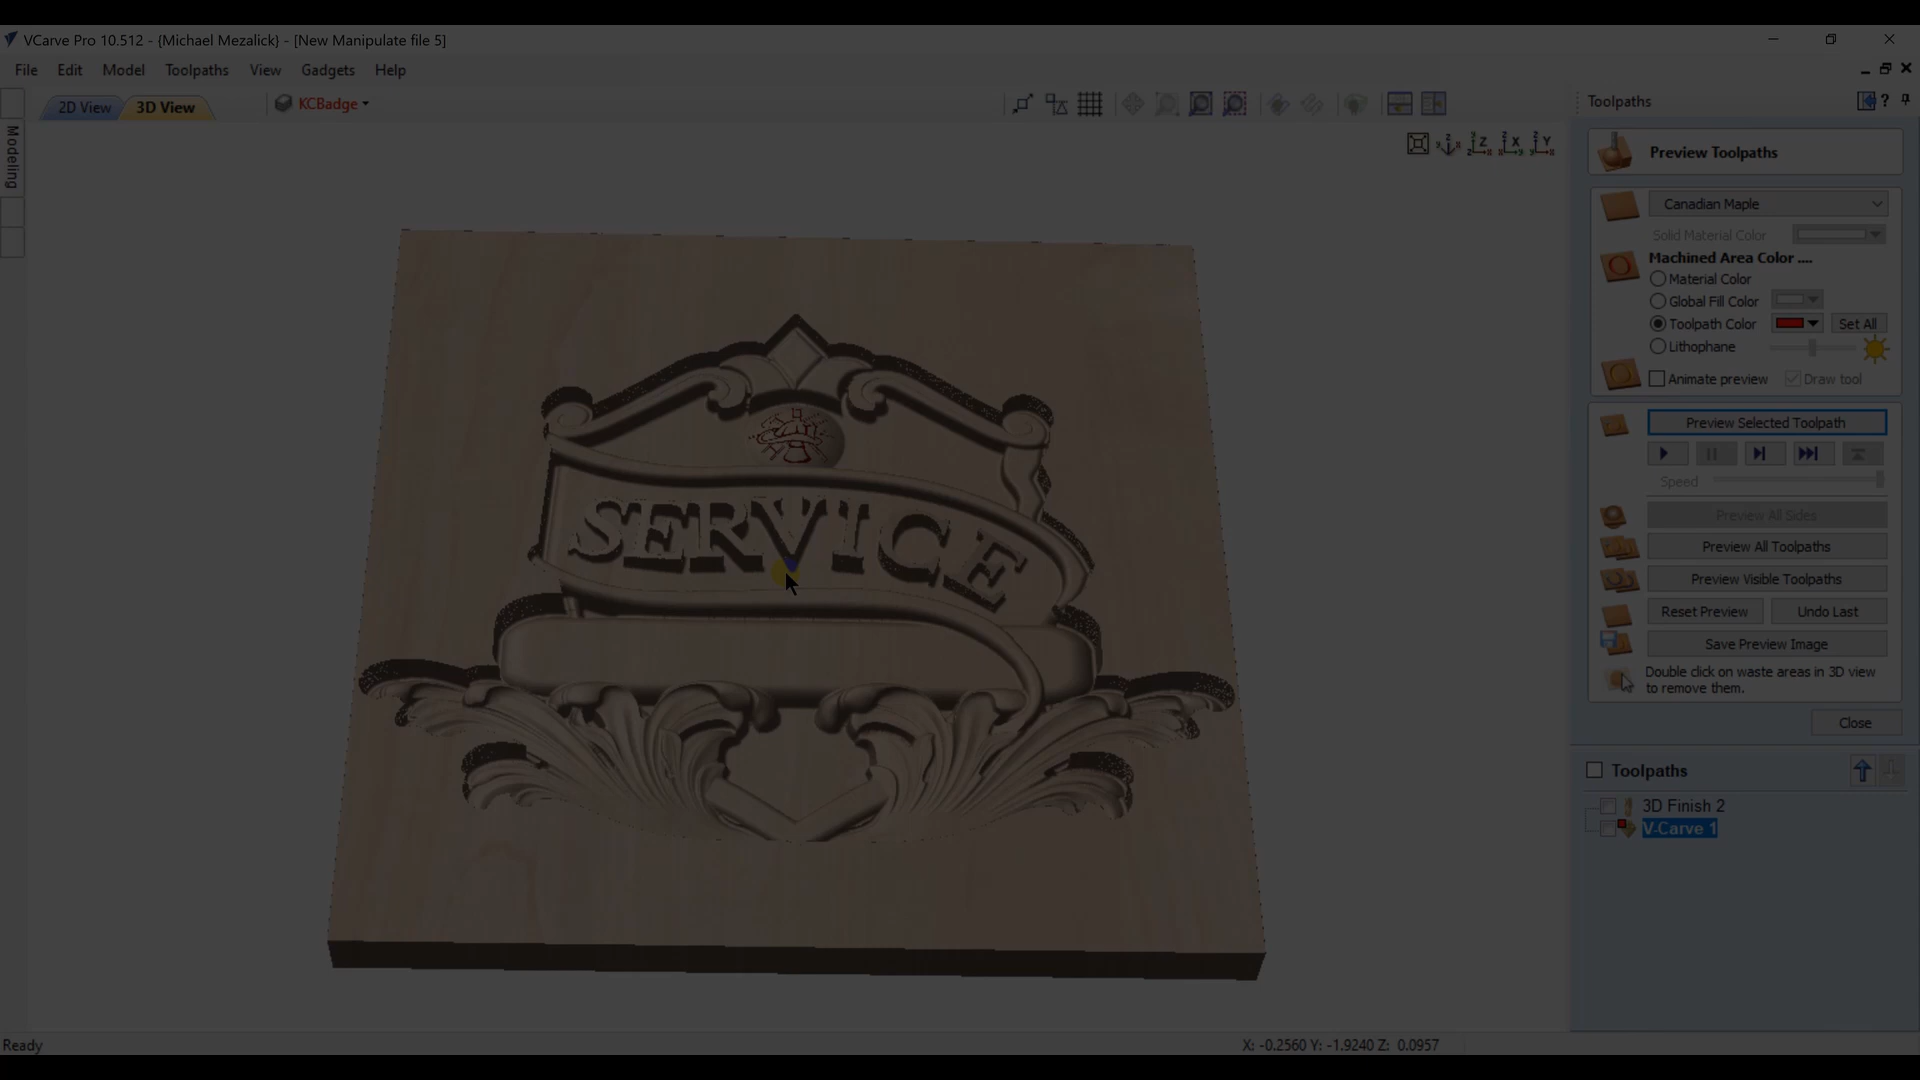 VCarve Pro 10.512 - {Michael Mezalick} - [New Manipulate file 5]
File Edit Model Toolpaths View Gadgets Help
2D View 3D View KCBadge
Modeling
Toolpaths
Preview Toolpaths
Canadian Maple
Solid Material Color
Machined Area Color ....
Material Color
Global Fill Color
Toolpath Color Set All
Lithophane
Animate preview Draw tool
Preview Selected Toolpath
Speed
Preview All Sides
Preview All Toolpaths
Preview Visible Toolpaths
Reset Preview Undo Last
Save Preview Image
Double click on waste areas in 3D view
to remove them.
Close
Toolpaths
3D Finish 2
V-Carve 1
SERVICE
Ready
X: -0.2560 Y: -1.9240 Z: 0.0957